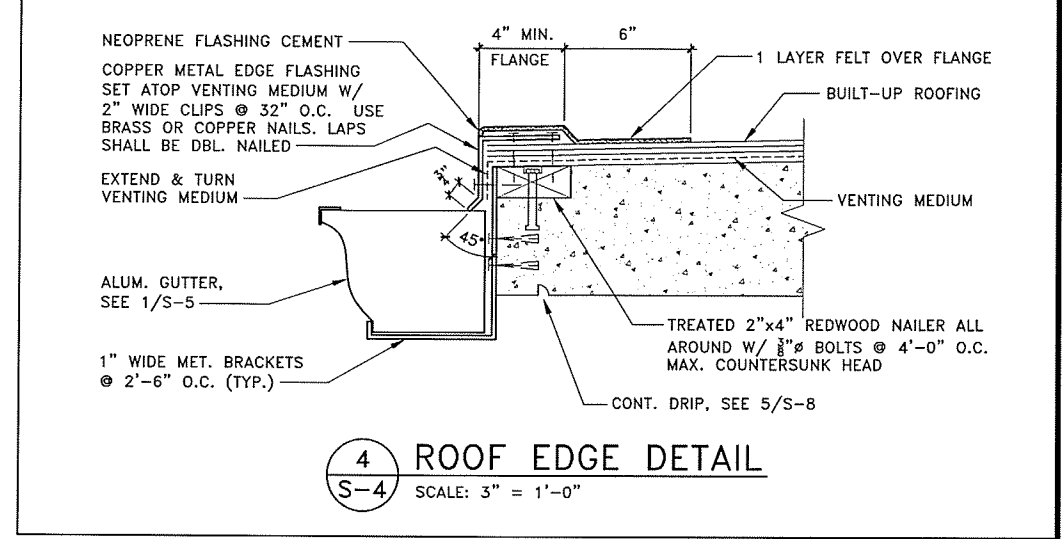 NEOPRENE FLASHING CEMENT
COPPER METAL EDGE FLASHING
SET ATOP VENTING MEDIUM W/
2" WIDE CLIPS @ 32" O.C. USE
BRASS OR COPPER NAILS. LAPS
SHALL BE DBL. NAILED
EXTEND & TURN
VENTING MEDIUM
ALUM. GUTTER,
SEE 1/S-5
1" WIDE MET. BRACKETS
@ 2'-6" O.C. (TYP.)
4" MIN.
FLANGE
6"
3/4"
45°
1 LAYER FELT OVER FLANGE
BUILT-UP ROOFING
VENTING MEDIUM
TREATED 2"x4" REDWOOD NAILER ALL
AROUND W/ 3/8"ø BOLTS @ 4'-0" O.C.
MAX. COUNTERSUNK HEAD
CONT. DRIP, SEE 5/S-8
4
S-4
ROOF EDGE DETAIL
SCALE: 3" = 1'-0"